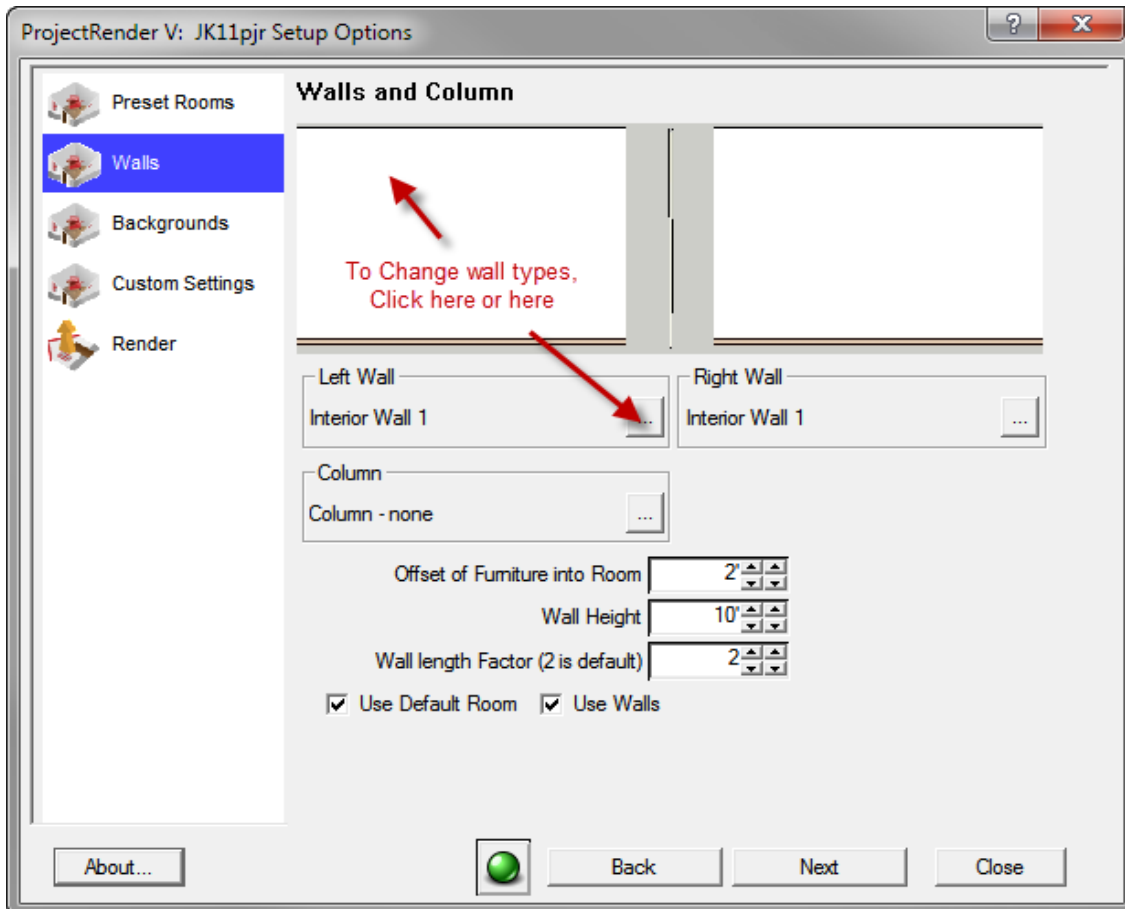 ProjectRender V: JK11pjr Setup Options
Preset Rooms
Walls
Backgrounds
Custom Settings
Render
Walls and Column
To Change wall types,
Click here or here
Left Wall
Interior Wall 1
...
Right Wall
Interior Wall 1
...
Column
Column - none
...
Offset of Furniture into Room 2'
Wall Height 10'
Wall length Factor (2 is default) 2
Use Default Room Use Walls
About... Back Next Close